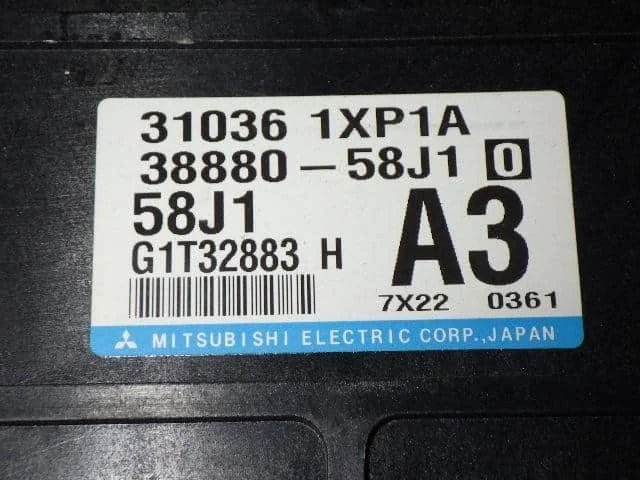 31036 1XP1A
38880-58J1 0
58J1
A3
G1T32883 H
7X22 0361
MITSUBISHI ELECTRIC CORP.,JAPAN